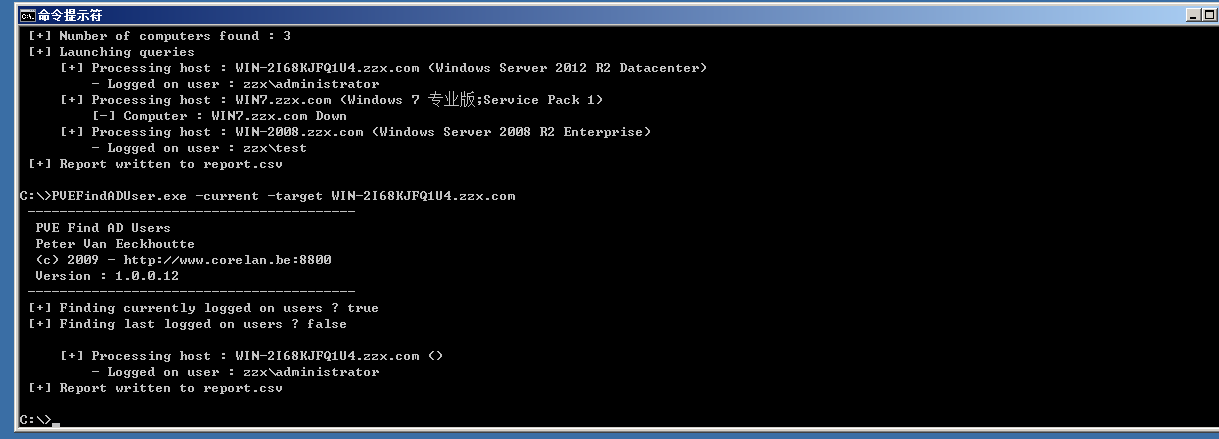 命令提示符
[+] Number of computers found : 3
[+] Launching queries
[+] Processing host : WIN-2I68KJFQ1U4.zzx.com (Windows Server 2012 R2 Datacenter)
- Logged on user : zzx\administrator
[+] Processing host : WIN7.zzx.com (Windows 7 专业版;Service Pack 1)
[-] Computer : WIN7.zzx.com Down
[+] Processing host : WIN-2008.zzx.com (Windows Server 2008 R2 Enterprise)
- Logged on user : zzx\test
[+] Report written to report.csv
C:\>PVEFindADUser.exe -current -target WIN-2I68KJFQ1U4.zzx.com
-----------------------------------------
PVE Find AD Users
Peter Van Eeckhoutte
(c) 2009 - http://www.corelan.be:8800
Version : 1.0.0.12
-----------------------------------------
[+] Finding currently logged on users ? true
[+] Finding last logged on users ? false
[+] Processing host : WIN-2I68KJFQ1U4.zzx.com ()
- Logged on user : zzx\administrator
[+] Report written to report.csv
C:\>